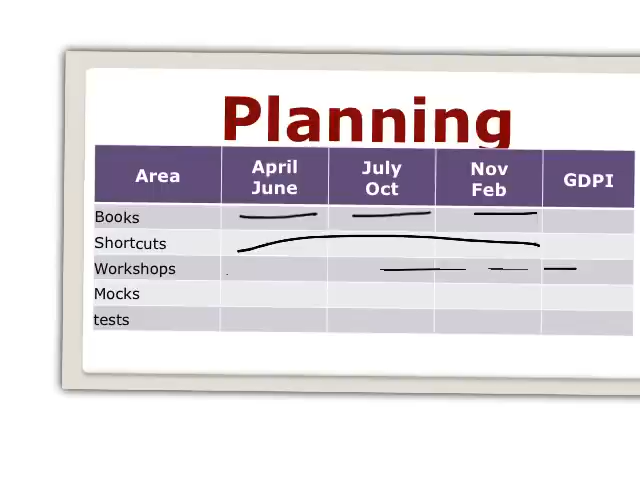 Planning
Area April June July Oct Nov Feb GDPI
Books
Shortcuts
Workshops
Mocks
tests